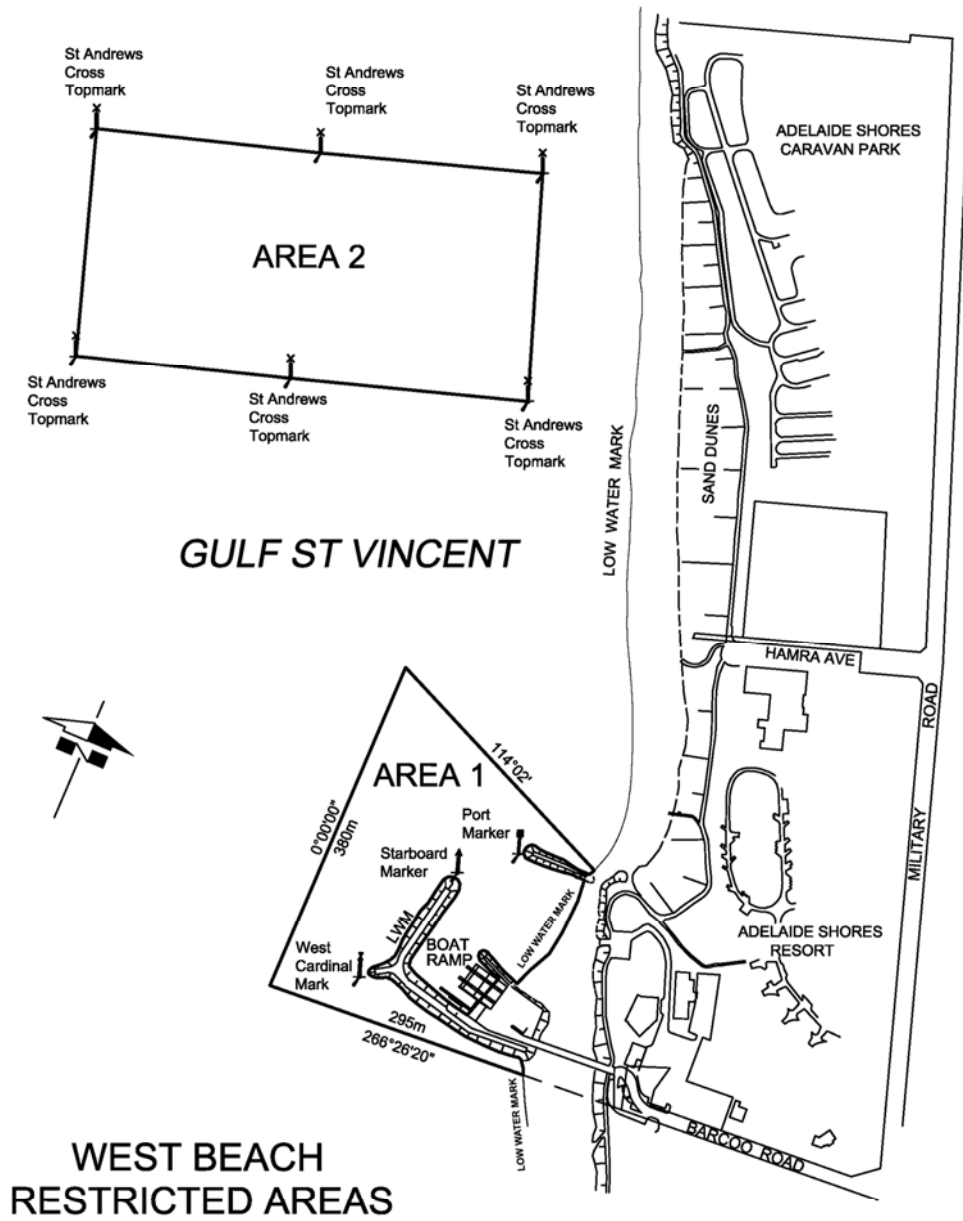 St Andrews
Cross
Topmark
St Andrews
Cross
Topmark
St Andrews
Cross
Topmark
ADELAIDE SHORES
CARAVAN PARK
AREA 2
St Andrews
Cross
Topmark
St Andrews
Cross
Topmark
St Andrews
Cross
Topmark
LOW WATER MARK
SAND DUNES
GULF ST VINCENT
HAMRA AVE
MILITARY ROAD
AREA 1
114°02'
0°00'00"
380m
Port
Marker
Starboard
Marker
LWM
West
Cardinal
Mark
BOAT
RAMP
LOW WATER MARK
ADELAIDE SHORES
RESORT
295m
266°26'20"
LOW WATER MARK
BARCOO ROAD
WEST BEACH
RESTRICTED AREAS